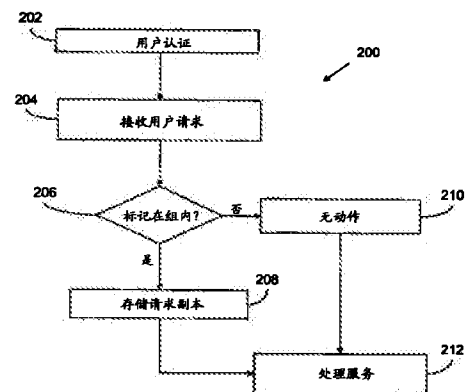 202
用户认证
200
204
接收用户请求
206
标记在组内?
否
210
无动作
是
208
存储请求副本
212
处理服务